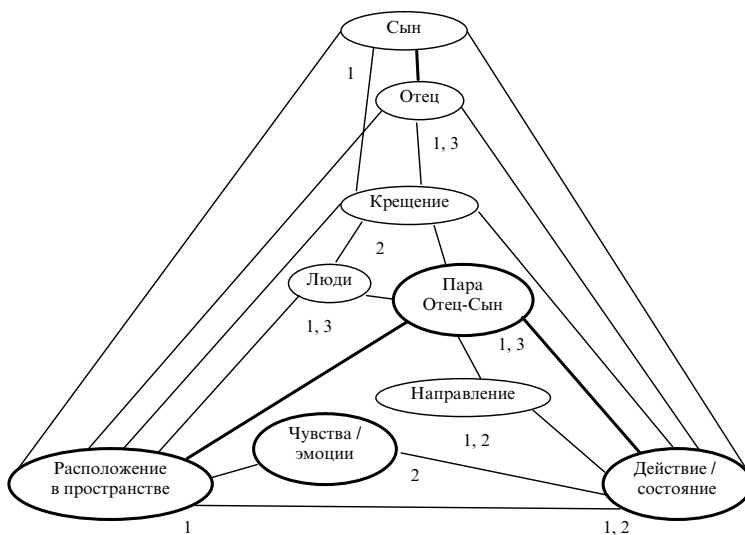 Сын
1
Отец
1, 3
Крещение
2
Люди
Пара
Отец-Сын
1, 3
1, 3
Направление
Чувства /
эмоции
1, 2
Расположение
в пространстве
2
Действие /
состояние
1
1, 2